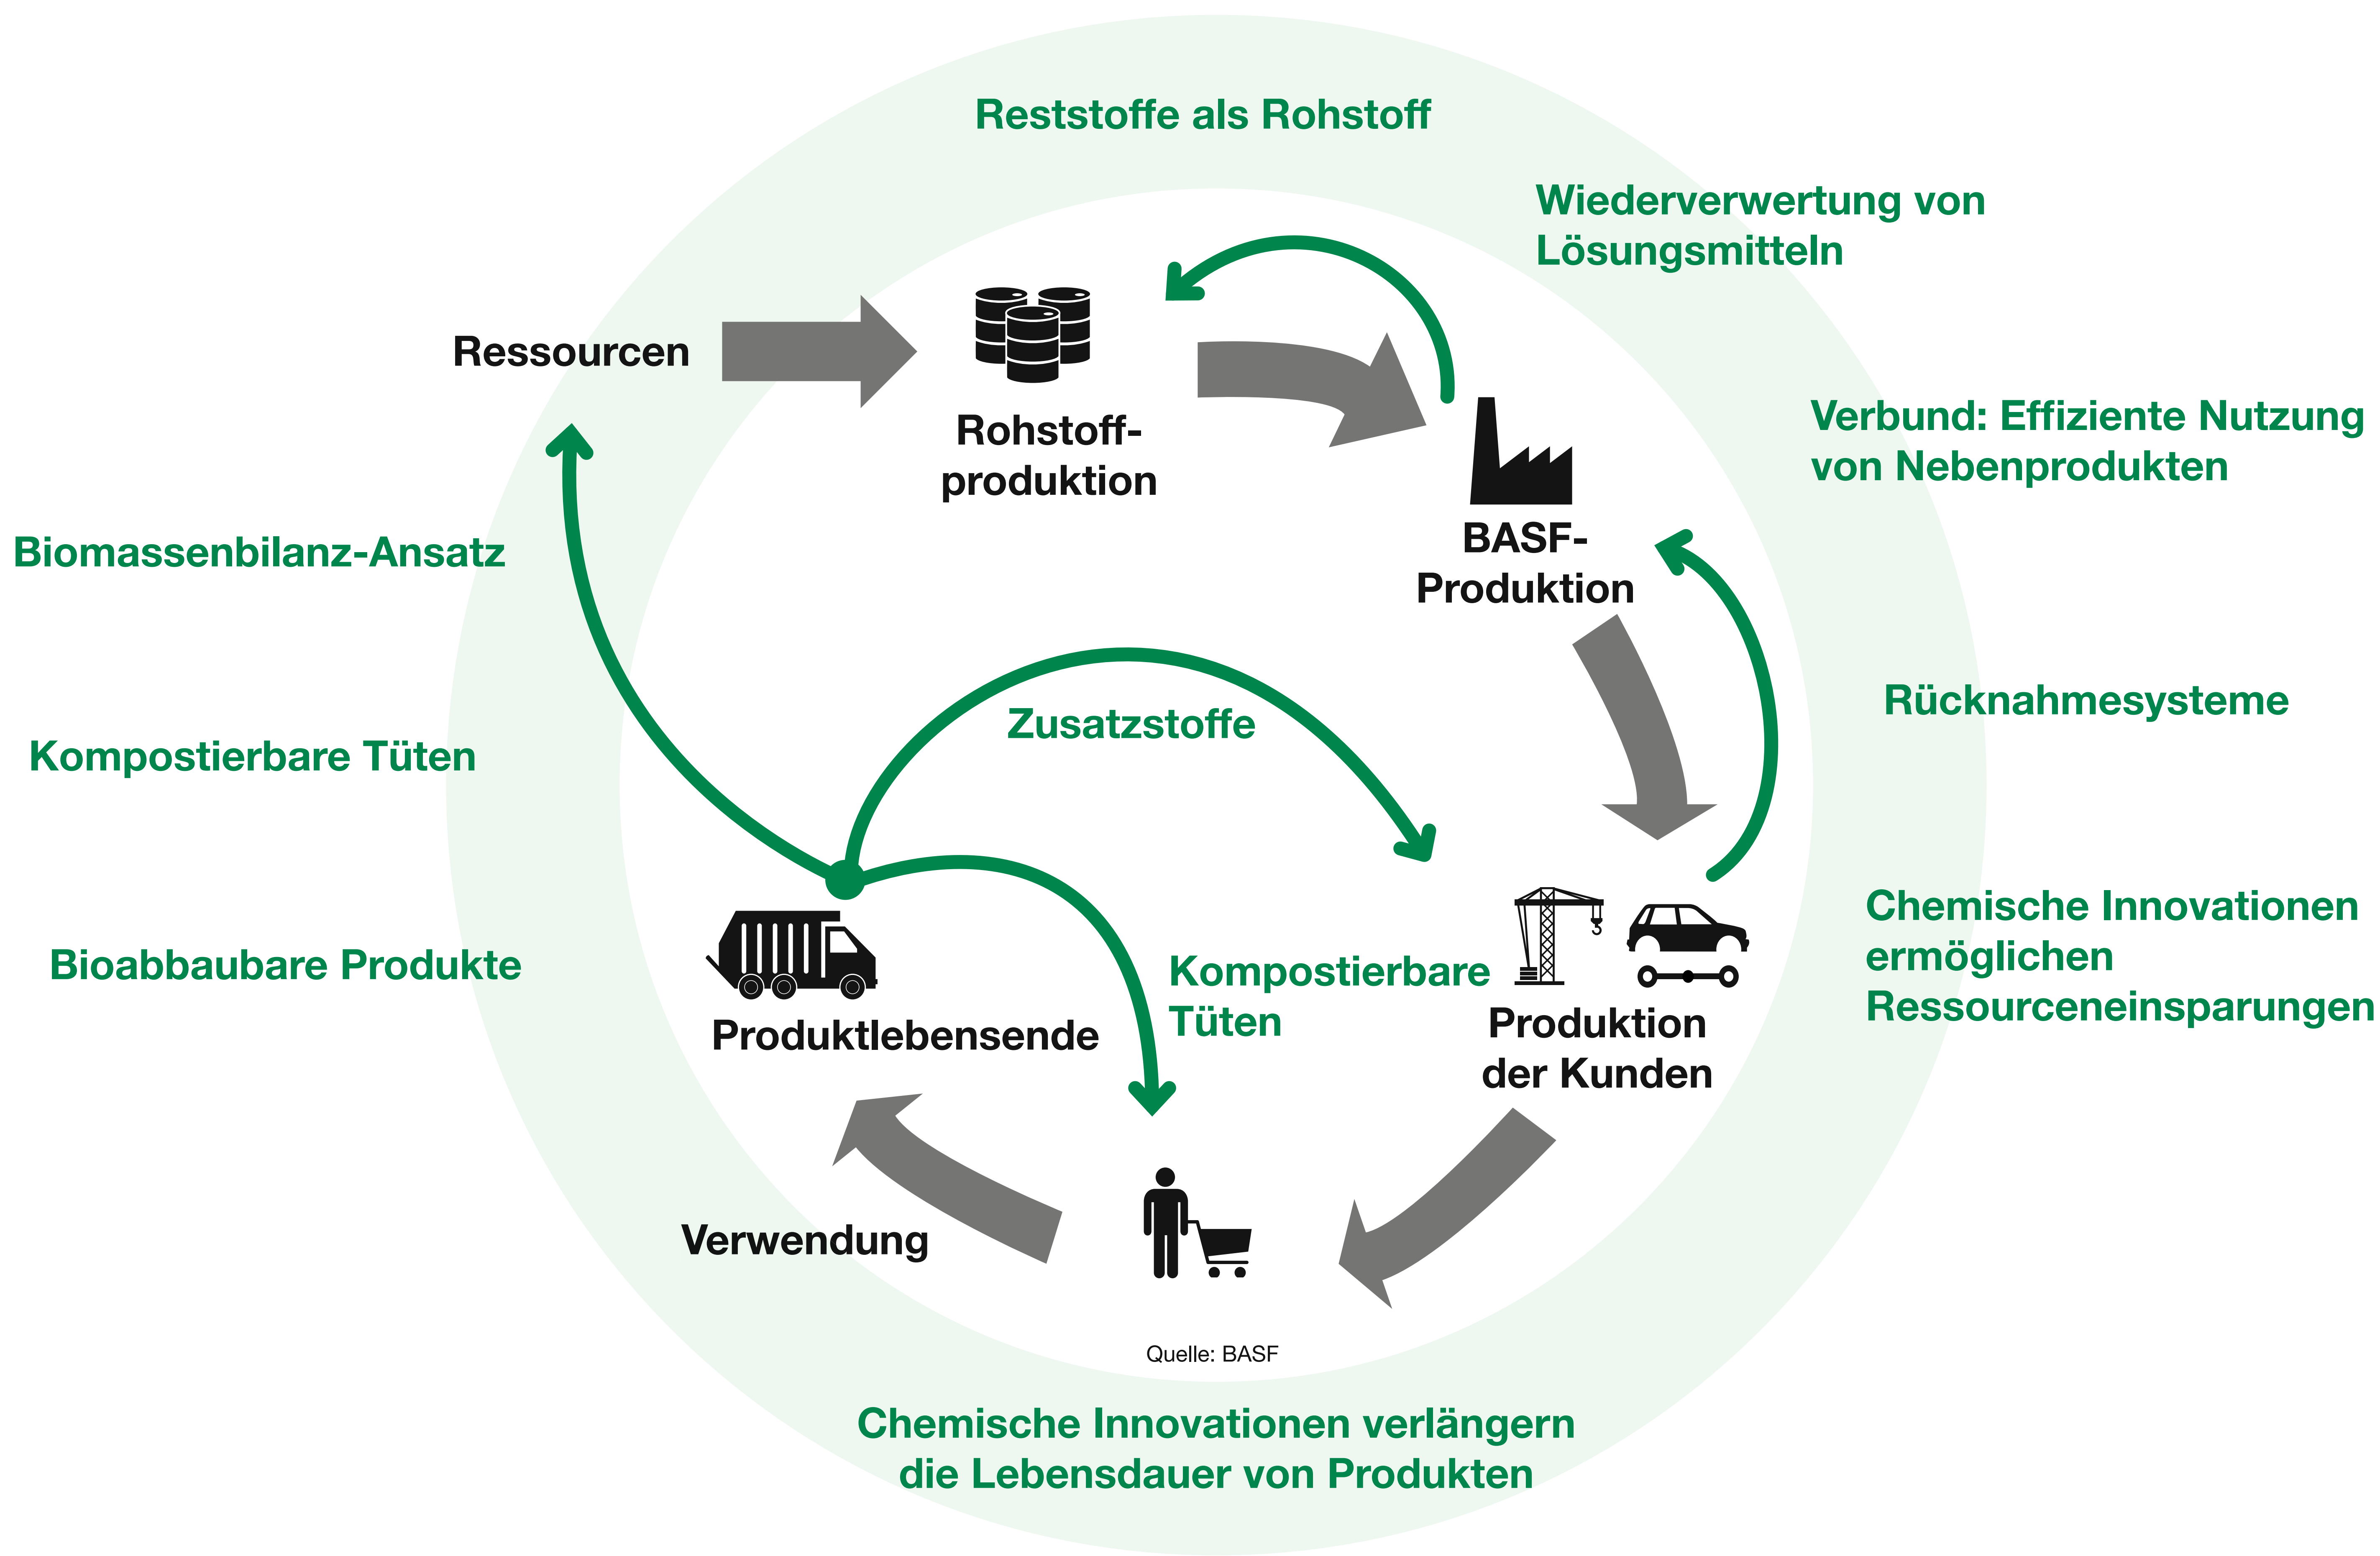 Reststoffe als Rohstoff
Wiederverwertung von
Lösungsmitteln
Ressourcen
Rohstoff-
produktion
Verbund: Effiziente Nutzung
von Nebenprodukten
BASF-
Produktion
Biomassenbilanz-Ansatz
Rücknahmesysteme
Zusatzstoffe
Kompostierbare Tüten
Chemische Innovationen
ermöglichen
Ressourceneinsparungen
Bioabbaubare Produkte
Kompostierbare
Tüten
Produktlebensende
Produktion
der Kunden
Verwendung
Quelle: BASF
Chemische Innovationen verlängern
die Lebensdauer von Produkten